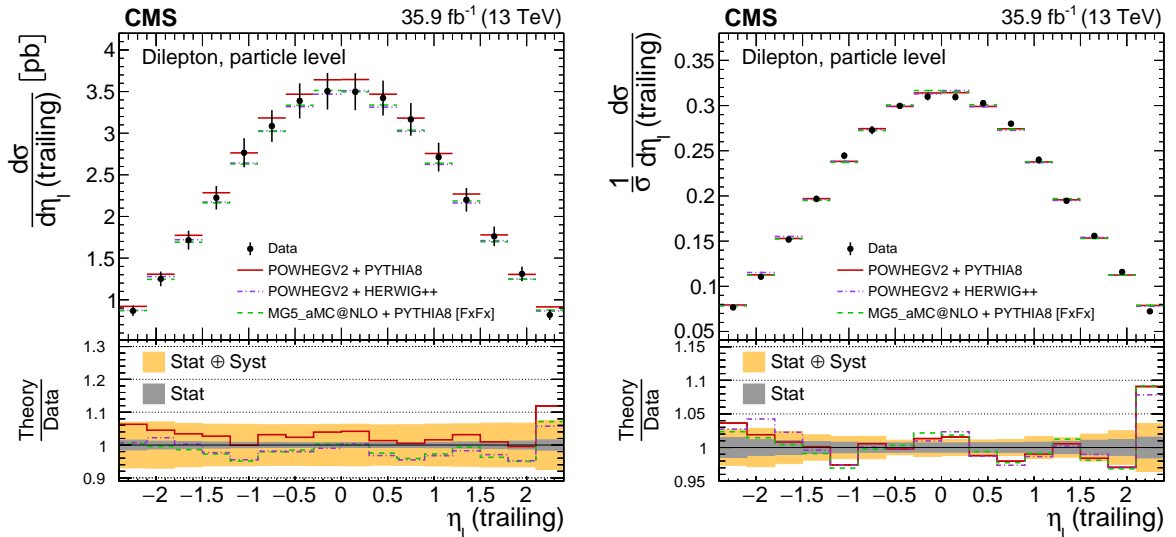 CMS 35.9 fb⁻¹ (13 TeV)
Dilepton, particle level
dσ / dη_l (trailing) [pb]
4
3.5
3
2.5
2
1.5
1
Data
POWHEGV2 + PYTHIA8
POWHEGV2 + HERWIG++
MG5_aMC@NLO + PYTHIA8 [FxFx]
Theory / Data
1.3
1.2
1.1
1.0
0.9
Stat ⊕ Syst
Stat
−2 −1.5 −1 −0.5 0 0.5 1 1.5 2
η_l (trailing)
CMS 35.9 fb⁻¹ (13 TeV)
Dilepton, particle level
1/σ dσ / dη_l (trailing)
0.35
0.3
0.25
0.2
0.15
0.1
0.05
Data
POWHEGV2 + PYTHIA8
POWHEGV2 + HERWIG++
MG5_aMC@NLO + PYTHIA8 [FxFx]
Theory / Data
1.15
1.1
1.05
1
0.95
Stat ⊕ Syst
Stat
−2 −1.5 −1 −0.5 0 0.5 1 1.5 2
η_l (trailing)